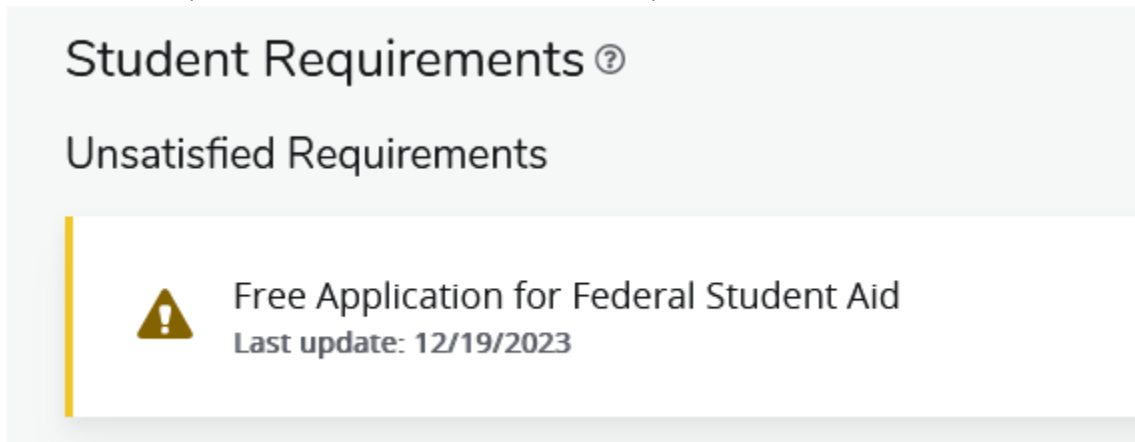 Student Requirements ?
Unsatisfied Requirements
Free Application for Federal Student Aid
Last update: 12/19/2023